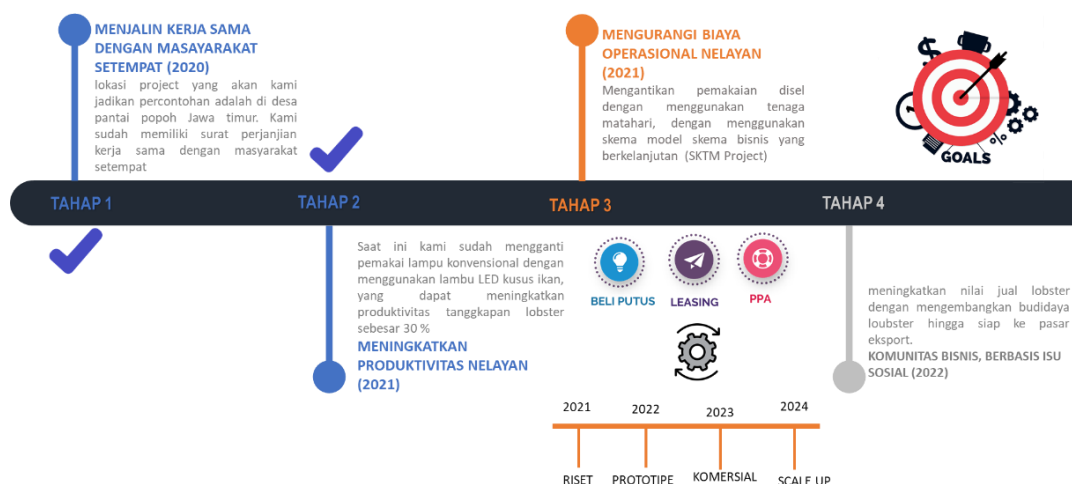 MENJALIN KERJA SAMA
DENGAN MASAYARAKAT
SETEMPAT (2020)
lokasi project yang akan kami
jadikan percontohan adalah di desa
pantai popoh Jawa timur. Kami
sudah memiliki surat perjanjian
kerja sama dengan masyarakat
setempat
MENGURANGI BIAYA
OPERASIONAL NELAYAN
(2021)
Mengantikan pemakaian disel
dengan menggunakan tenaga
matahari, dengan menggunakan
skema model skema bisnis yang
berkelanjutan (SKTM Project)
$
%
GOALS
TAHAP 1
TAHAP 2
TAHAP 3
TAHAP 4
Saat ini kami sudah mengganti
pemakai lampu konvensional dengan
menggunakan lambu LED kusus ikan,
yang dapat meningkatkan
produktivitas tanggkapan lobster
sebesar 30 %
MENINGKATKAN
PRODUKTIVITAS NELAYAN
(2021)
BELI PUTUS
LEASING
PPA
meningkatkan nilai jual lobster
dengan mengembangkan budidaya
loubster hingga siap ke pasar
eksport.
KOMUNITAS BISNIS, BERBASIS ISU
SOSIAL (2022)
2021
2022
2023
2024
RISET
PROTOTIPE
KOMERSIAL
SCALE UP